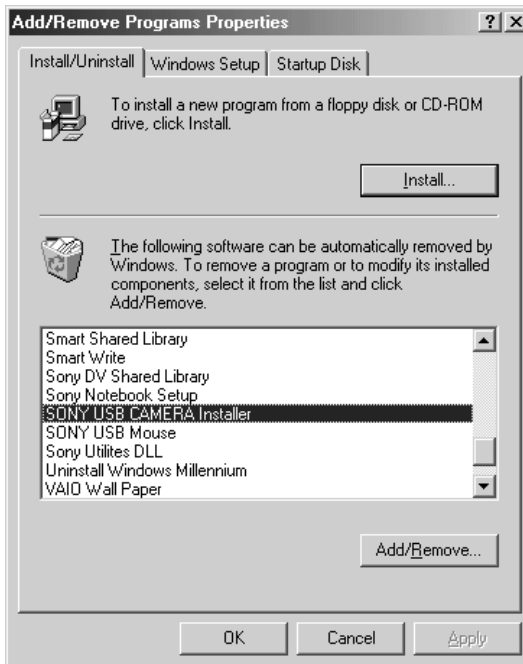 Add/Remove Programs Properties
Install/Uninstall
Windows Setup
Startup Disk
To install a new program from a floppy disk or CD-ROM
drive, click Install.
Install...
The following software can be automatically removed by
Windows. To remove a program or to modify its installed
components, select it from the list and click
Add/Remove.
Smart Shared Library
Smart Write
Sony DV Shared Library
Sony Notebook Setup
SONY USB CAMERA Installer
SONY USB Mouse
Sony Utilites DLL
Uninstall Windows Millennium
VAIO Wall Paper
Add/Remove...
OK
Cancel
Apply